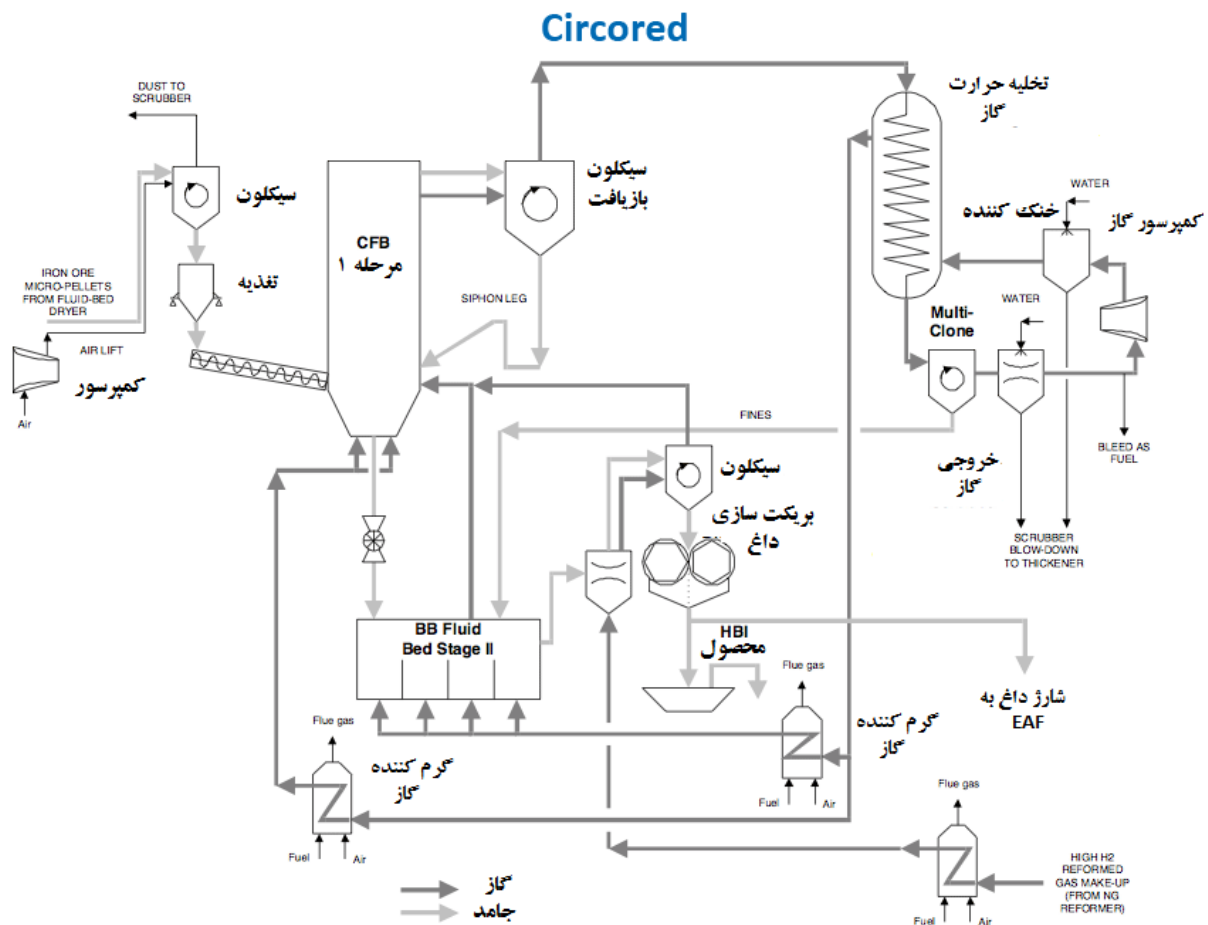 Circored
DUST TO
SCRUBBER
سیکلون
تغذیه
IRON ORE
MICRO-PELLETS
FROM FLUID-BED
DRYER
AIR LIFT
کمپرسور
Air
CFB
مرحله ۱
سیکلون
بازیافت
SIPHON LEG
تخلیه حرارت
گاز
WATER
خنک کننده
کمپرسور گاز
WATER
Multi-
Clone
FINES
BLEED AS
FUEL
خروجی
گاز
SCRUBBER
BLOW-DOWN
TO THICKENER
سیکلون
بریکت سازی
داغ
BB Fluid
Bed Stage II
HBI
محصول
شارژ داغ به
EAF
Flue gas
گرم کننده
گاز
Fuel
Air
Flue gas
گرم کننده
گاز
Fuel
Air
Flue gas
HIGH H2
REFORMED
GAS MAKE-UP
(FROM NG
REFORMER)
Fuel
Air
گاز
جامد